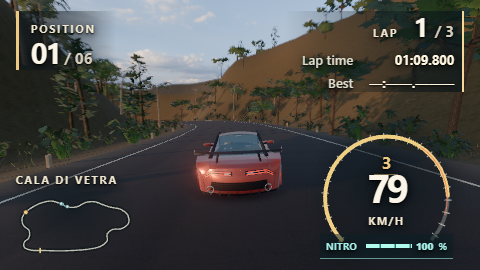 POSITION
01 / 06
LAP 1 / 3
Lap time 01:09.800
Best --:--.---
CALA DI VETRA
3
79
KM/H
NITRO 100 %